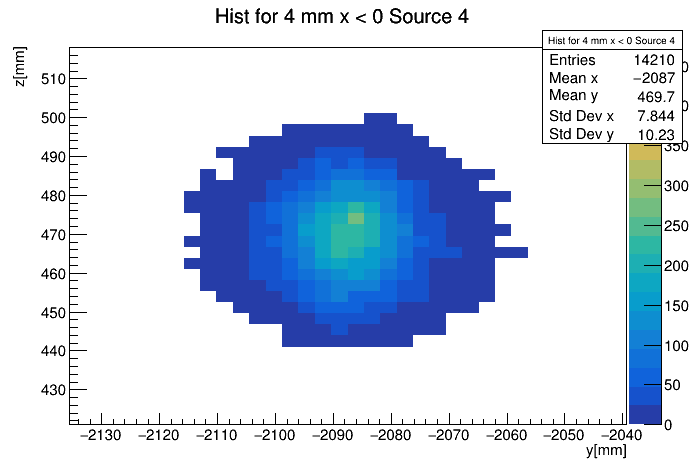 Hist for 4 mm x < 0 Source 4
Hist for 4 mm x < 0 Source 4
Entries 14210
Mean x −2087
Mean y 469.7
Std Dev x 7.844
Std Dev y 10.23
z[mm]
510
500
490
480
470
460
450
440
430
−2130 −2120 −2110 −2100 −2090 −2080 −2070 −2060 −2050 −2040
y[mm]
350
300
250
200
150
100
50
0